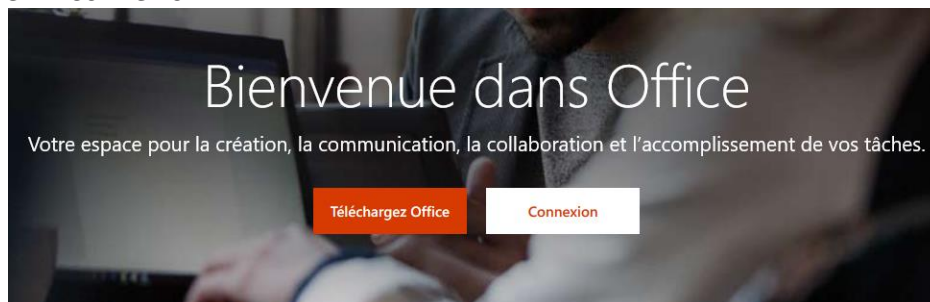 Bienvenue dans Office
Votre espace pour la création, la communication, la collaboration et l'accomplissement de vos tâches.
Téléchargez Office
Connexion